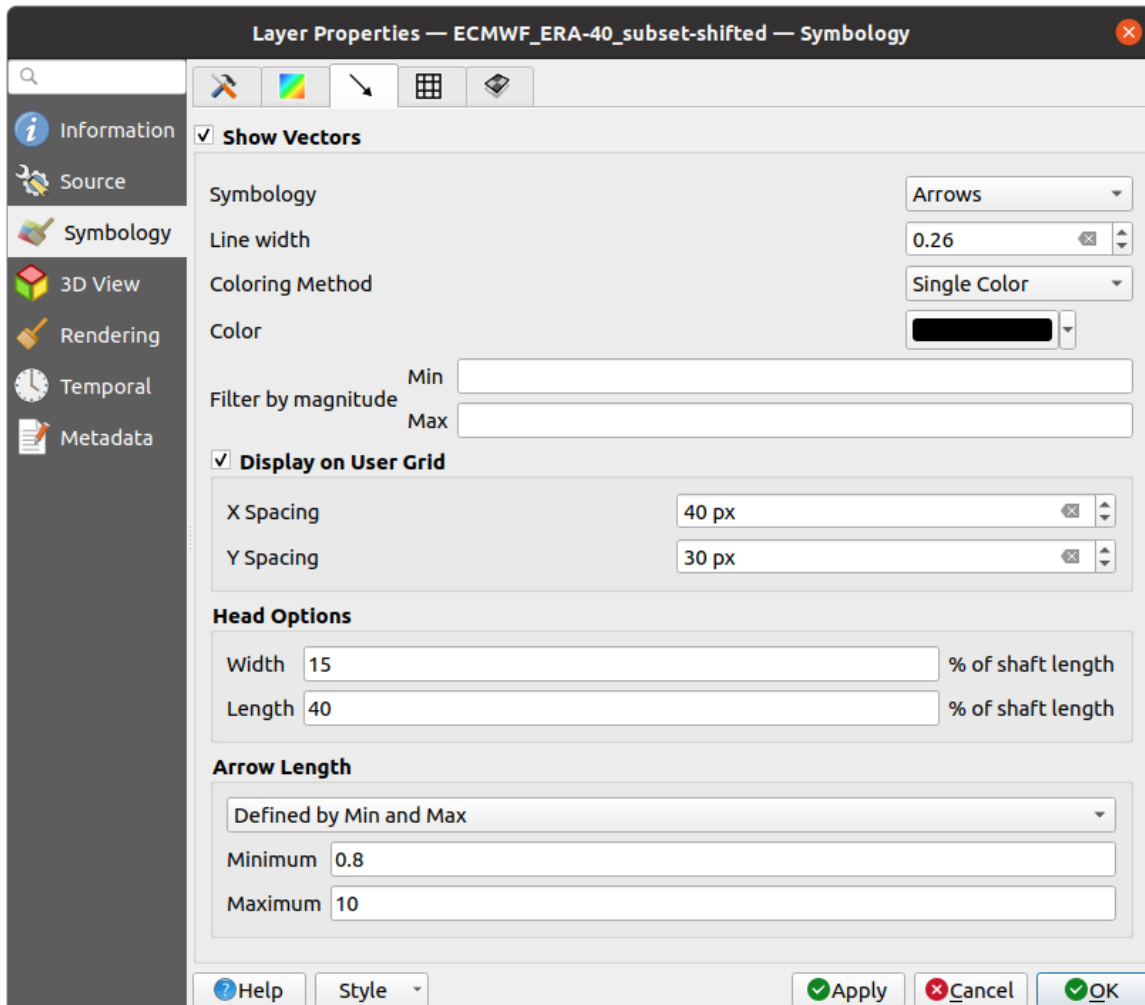 Layer Properties — ECMWF_ERA-40_subset-shifted — Symbology
Information
Source
Symbology
3D View
Rendering
Temporal
Metadata
Show Vectors
Symbology Arrows
Line width 0.26
Coloring Method Single Color
Color
Filter by magnitude
Min
Max
Display on User Grid
X Spacing 40 px
Y Spacing 30 px
Head Options
Width 15 % of shaft length
Length 40 % of shaft length
Arrow Length
Defined by Min and Max
Minimum 0.8
Maximum 10
Help Style Apply Cancel OK